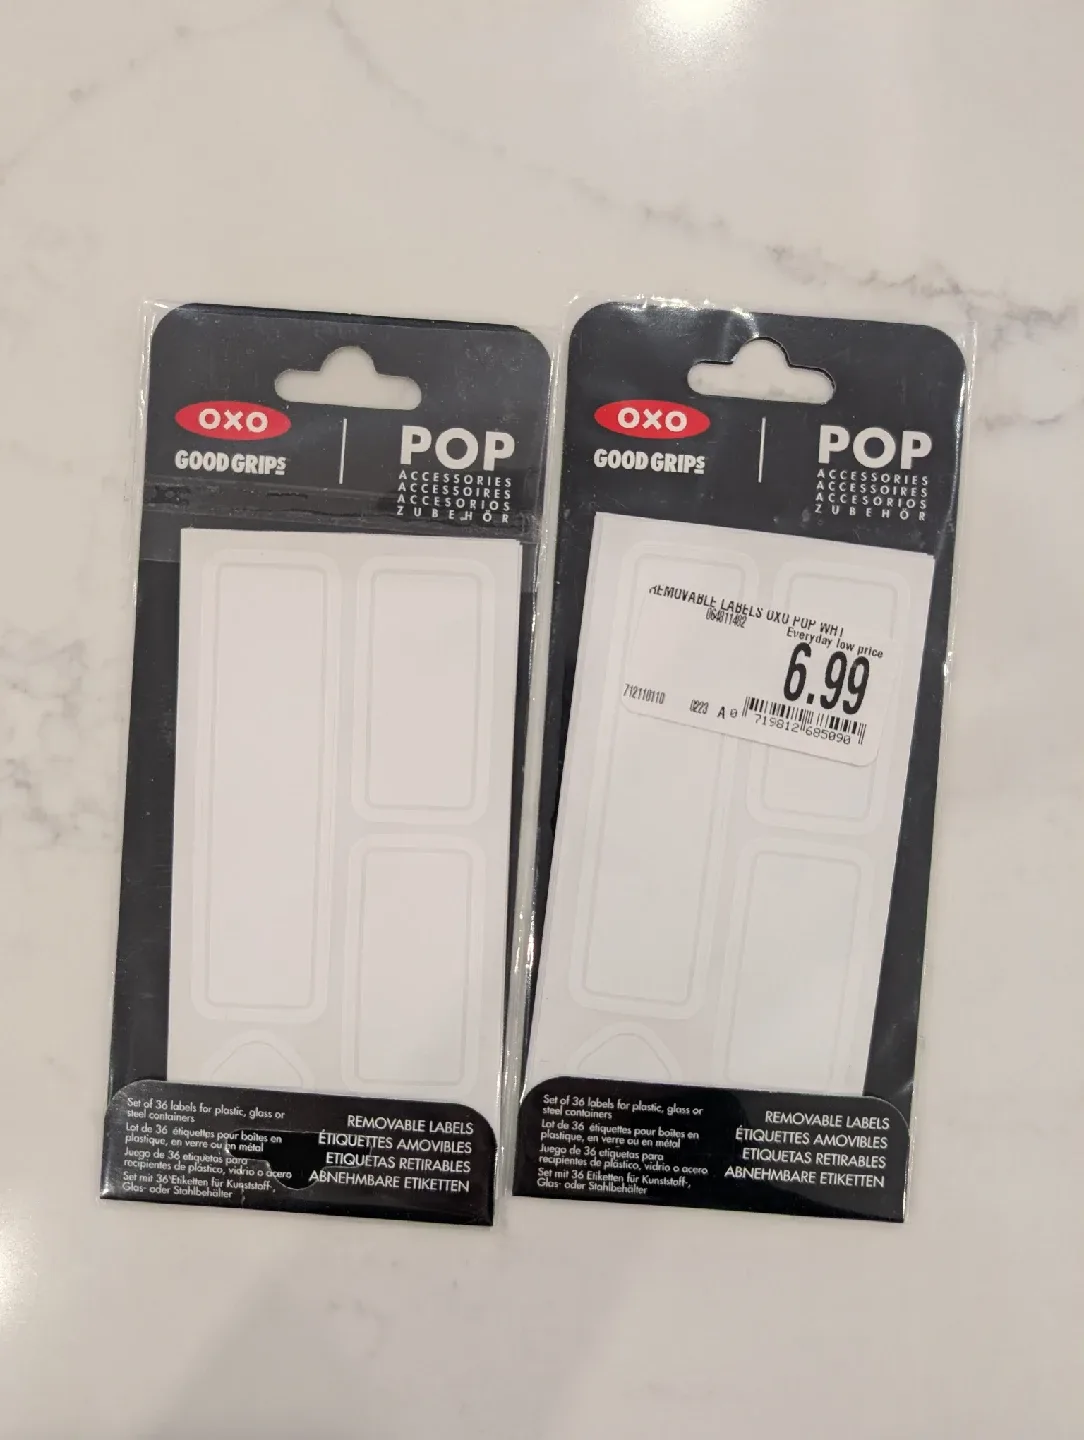 OXO
GOOD GRIPS
POP
ACCESSORIES
ACCESSOIRES
ACCESORIOS
ZUBEHÖR
Set of 36 labels for plastic, glass or
steel containers
Lot de 36 étiquettes pour boîtes en
plastique, en verre ou en métal
Juego de 36 etiquetas para
recipientes de plástico, vidrio o acero
Set mit 36 Etiketten für Kunststoff-,
Glas- oder Stahlbehälter
REMOVABLE LABELS
ÉTIQUETTES AMOVIBLES
ETIQUETAS RETIRABLES
ABNEHMBARE ETIKETTEN
OXO
GOOD GRIPS
POP
ACCESSORIES
ACCESSOIRES
ACCESORIOS
ZUBEHÖR
REMOVABLE LABELS OXO POP WHT
064011402
Everyday low price
6.99
712110110 0223 A 0 719812 685090
Set of 36 labels for plastic, glass or
steel containers
Lot de 36 étiquettes pour boîtes en
plastique, en verre ou en métal
Juego de 36 etiquetas para
recipientes de plástico, vidrio o acero
Set mit 36 Etiketten für Kunststoff-,
Glas- oder Stahlbehälter
REMOVABLE LABELS
ÉTIQUETTES AMOVIBLES
ETIQUETAS RETIRABLES
ABNEHMBARE ETIKETTEN